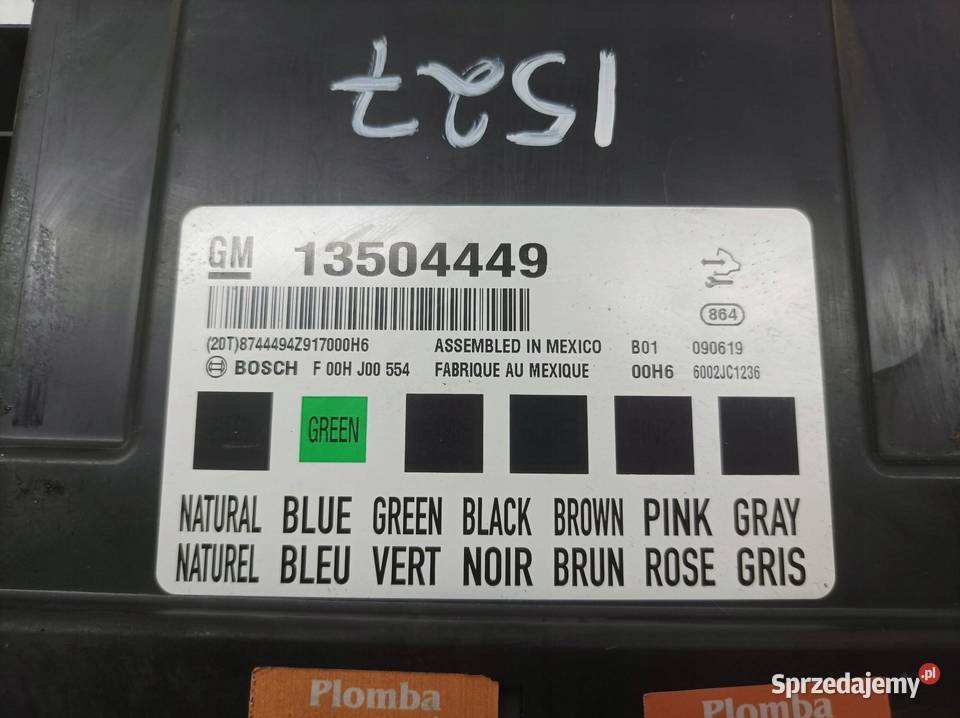 1527
GM 13504449
864
(20T)8744494Z917000H6 ASSEMBLED IN MEXICO B01 090619
BOSCH F 00H J00 554 FABRIQUE AU MEXIQUE 00H6 6002JC1236
GREEN
NATURAL BLUE GREEN BLACK BROWN PINK GRAY
NATUREL BLEU VERT NOIR BRUN ROSE GRIS
Plomba Plomba
Sprzedajemy.pl